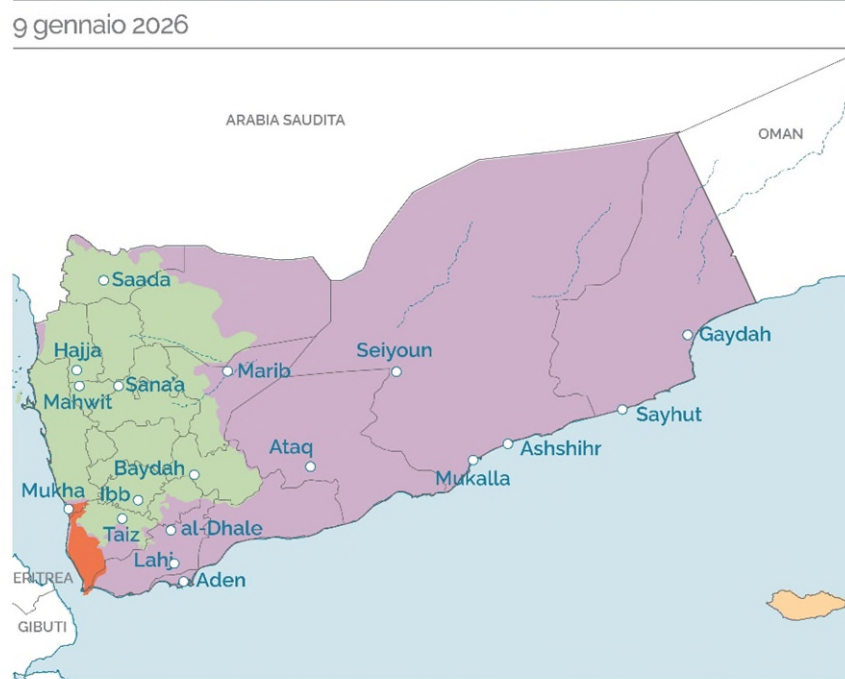 9 gennaio 2026
ARABIA SAUDITA
OMAN
Saada
Gaydah
Hajja
Seiyoun
Marib
Sana'a
Mahwit
Sayhut
Ataq
Ashshihr
Baydah
Mukalla
Mukha
Ibb
Taiz
al-Dhale
Lahj
ERITREA
Aden
GIBUTI